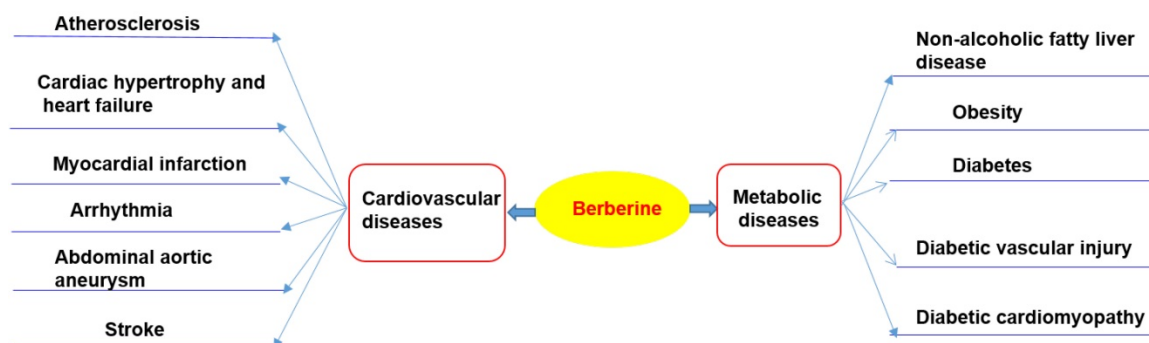 Atherosclerosis
Cardiac hypertrophy and
heart failure
Myocardial infarction
Arrhythmia
Abdominal aortic
aneurysm
Stroke
Cardiovascular
diseases
Berberine
Metabolic
diseases
Non-alcoholic fatty liver
disease
Obesity
Diabetes
Diabetic vascular injury
Diabetic cardiomyopathy